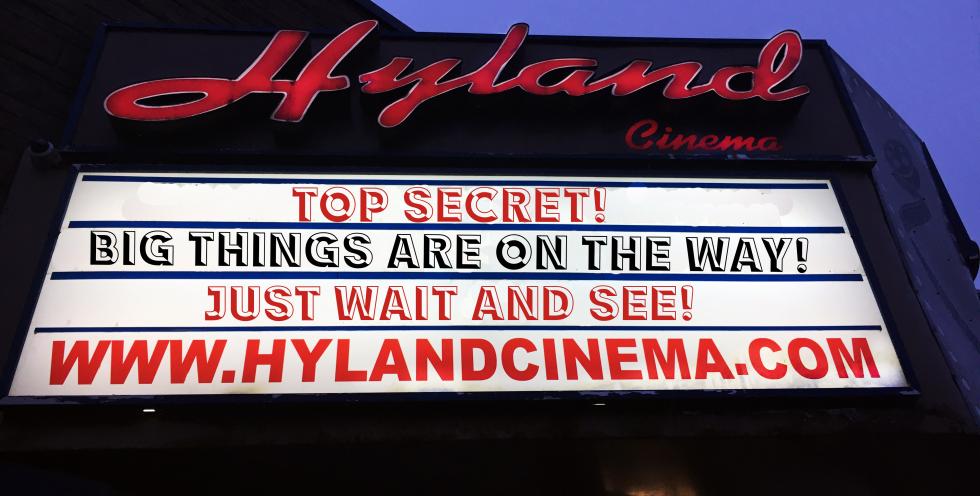 Hyland
Cinema
TOP SECRET!
BIG THINGS ARE ON THE WAY!
JUST WAIT AND SEE!
WWW.HYLANDCINEMA.COM